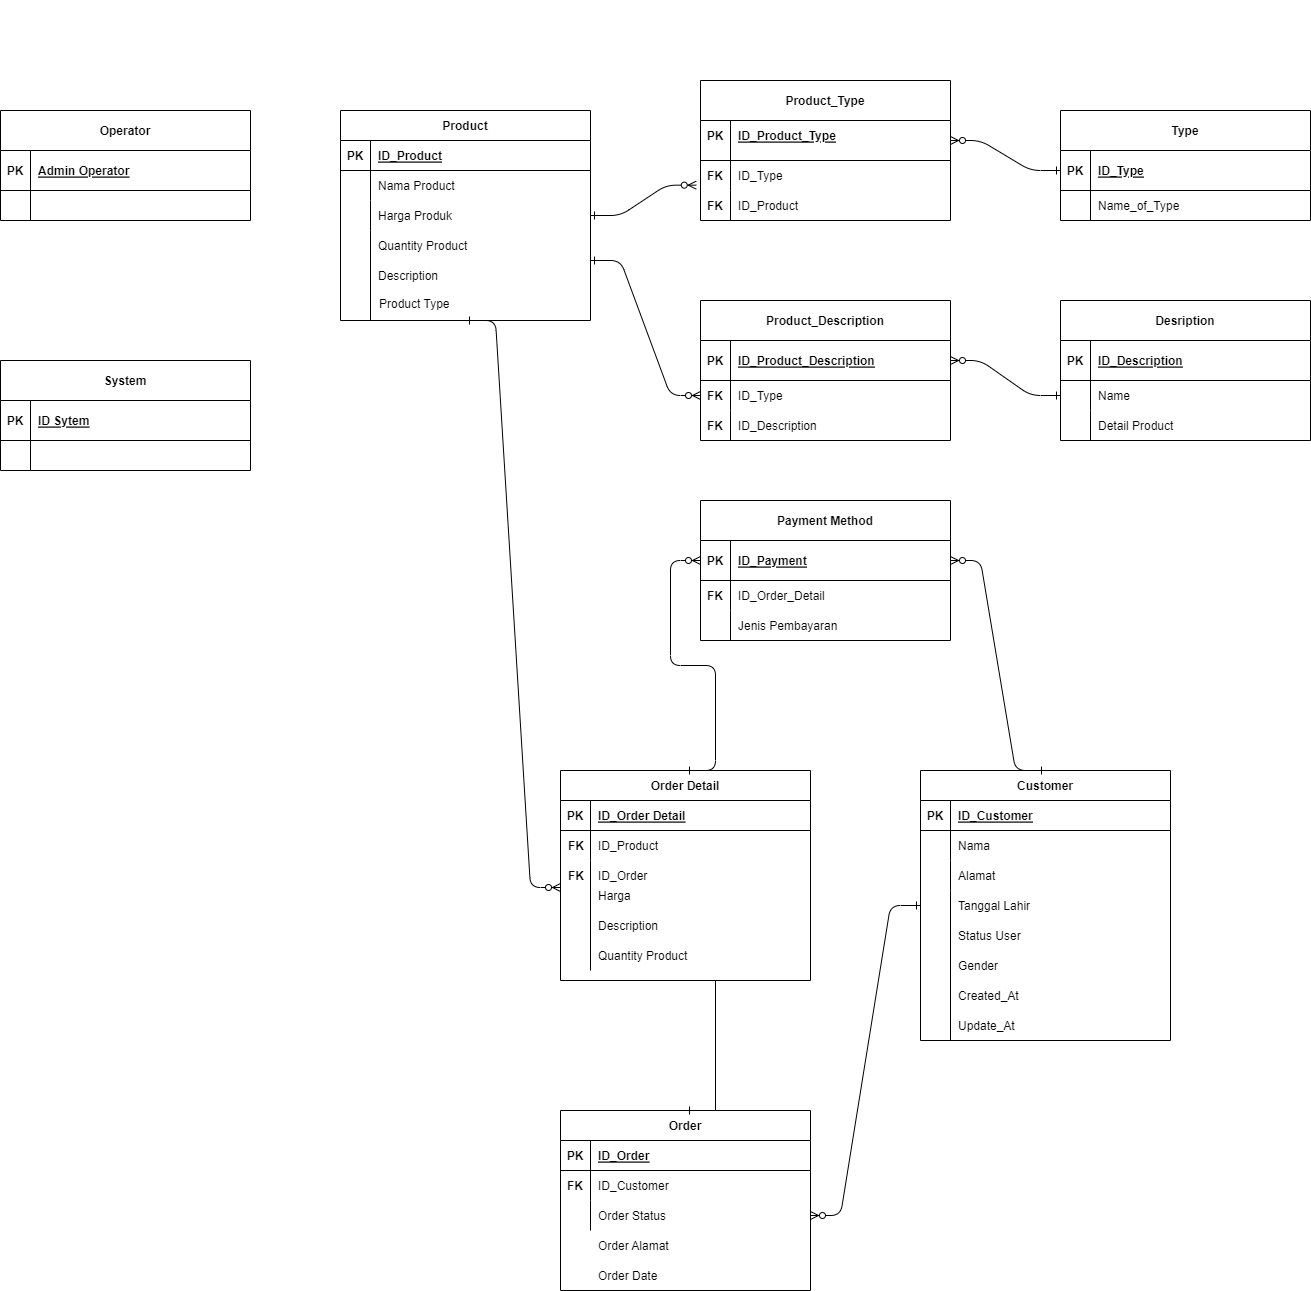 Operator
PK Admin Operator
System
PK ID Sytem
Product
PK ID_Product
Nama Product
Harga Produk
Quantity Product
Description
Product Type
Product_Type
PK ID_Product_Type
FK ID_Type
FK ID_Product
Type
PK ID_Type
Name_of_Type
Product_Description
PK ID_Product_Description
FK ID_Type
FK ID_Description
Desription
PK ID_Description
Name
Detail Product
Payment Method
PK ID_Payment
FK ID_Order_Detail
Jenis Pembayaran
Order Detail
PK ID_Order Detail
FK ID_Product
FK ID_Order
Harga
Description
Quantity Product
Customer
PK ID_Customer
Nama
Alamat
Tanggal Lahir
Status User
Gender
Created_At
Update_At
Order
PK ID_Order
FK ID_Customer
Order Status
Order Alamat
Order Date